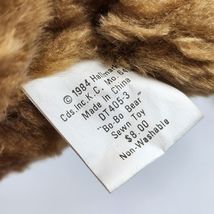 © 1984 Hallmark
Cds. Inc. K.C. Mo 64
Made in China
DT405-3
"Bo-Bo Bear"
Sewn Toy
$8.00
Non-Washable